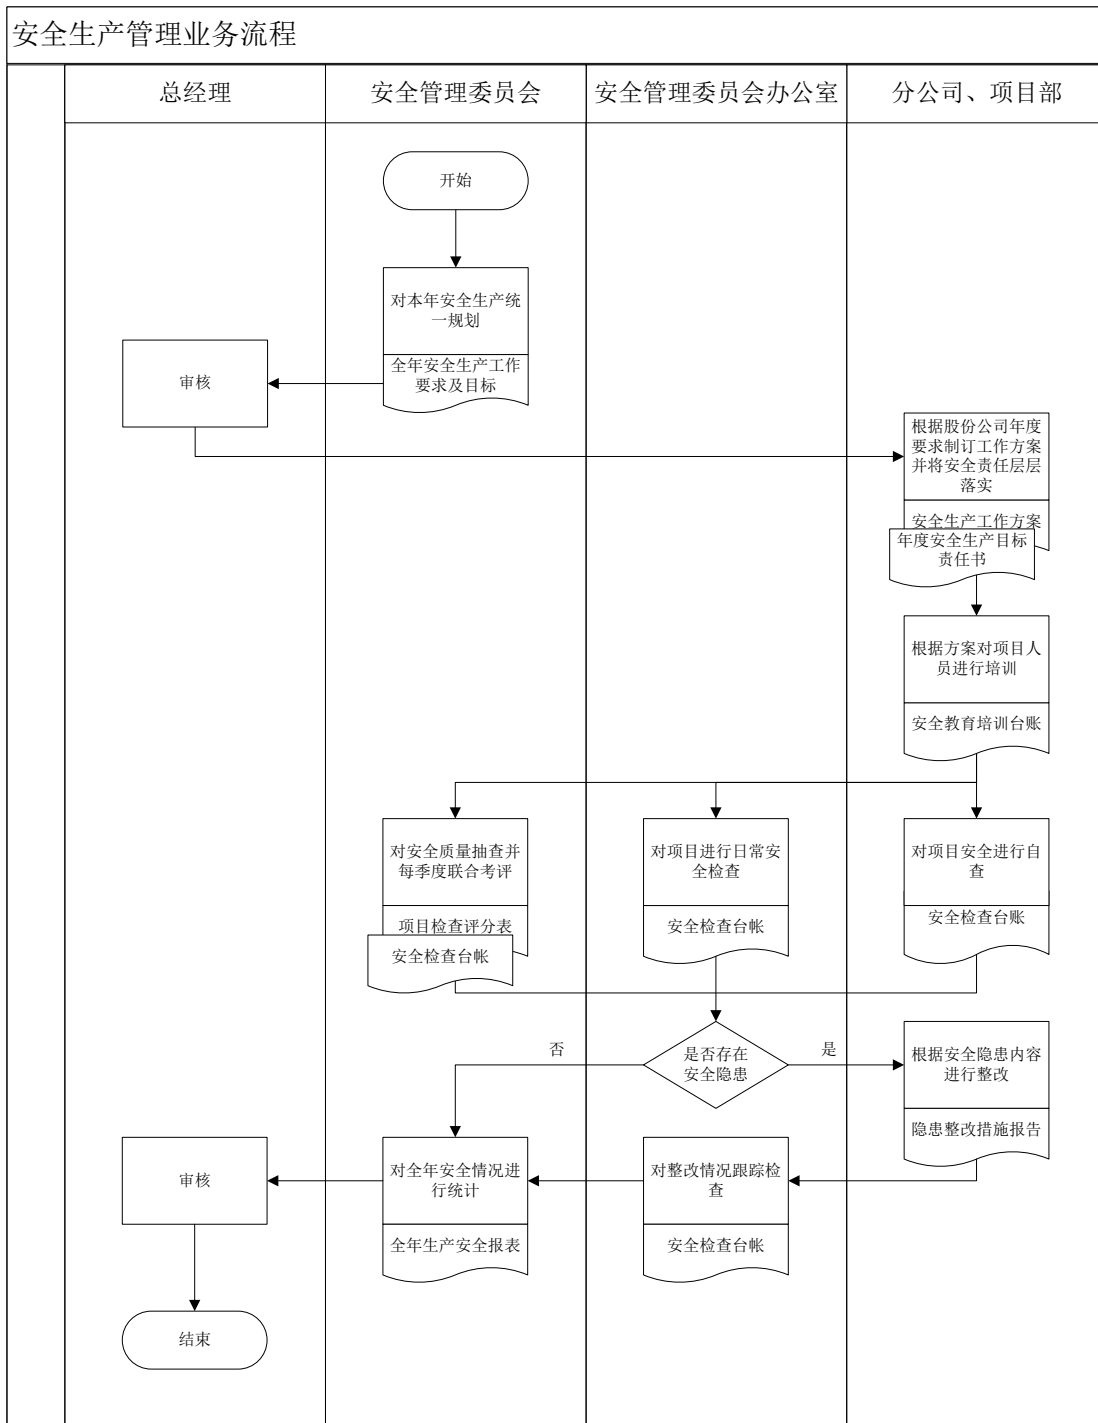 安全生产管理业务流程
总经理
安全管理委员会
安全管理委员会办公室
分公司、项目部
开始
对本年安全生产统
一规划
全年安全生产工作
要求及目标
审核
根据股份公司年度
要求制订工作方案
并将安全责任层层
落实
安全生产工作方案
年度安全生产目标
责任书
根据方案对项目人
员进行培训
安全教育培训台账
对安全质量抽查并
每季度联合考评
项目检查评分表
安全检查台帐
对项目进行日常安
全检查
安全检查台帐
对项目安全进行自
查
安全检查台账
是否存在
安全隐患
否
是
根据安全隐患内容
进行整改
隐患整改措施报告
对整改情况跟踪检
查
安全检查台帐
对全年安全情况进
行统计
全年生产安全报表
审核
结束